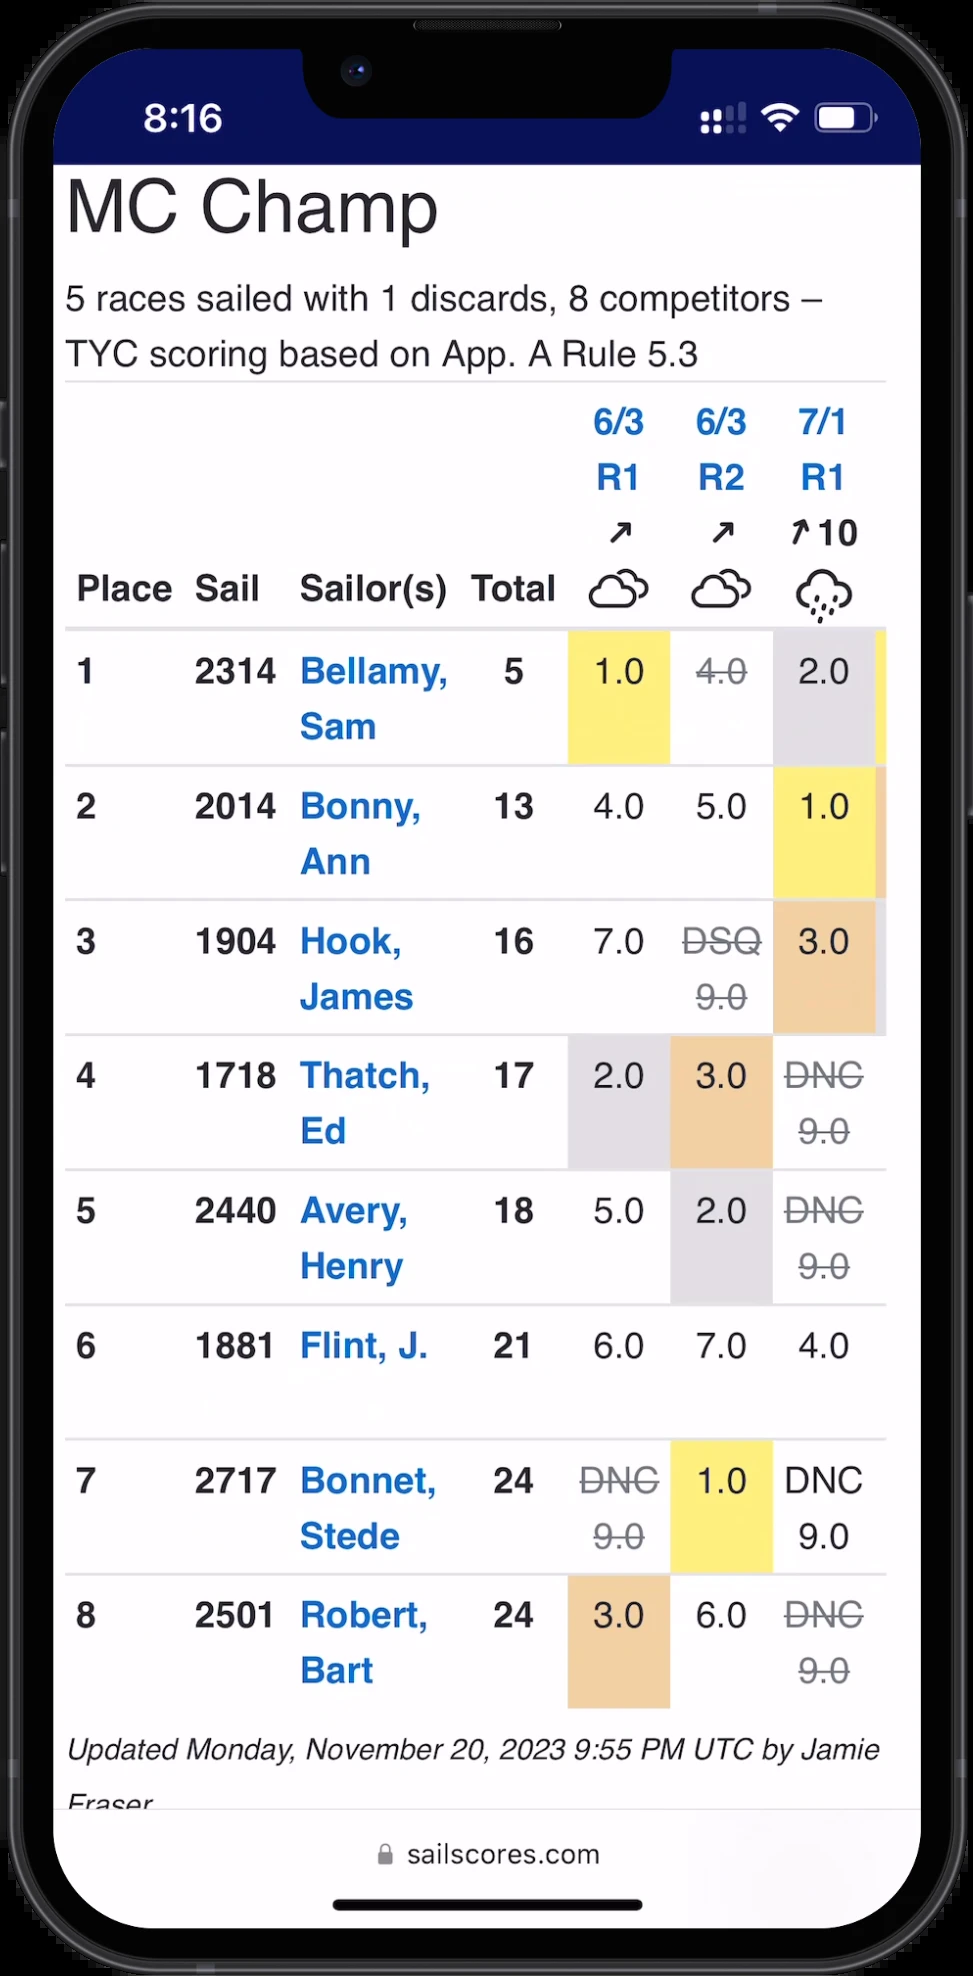 8:16
MC Champ
5 races sailed with 1 discards, 8 competitors –
TYC scoring based on App. A Rule 5.3
6/3 6/3 7/1
R1 R2 R1
↗ ↗ ↗10
Place Sail Sailor(s) Total
1 2314 Bellamy, 5 1.0 4.0 2.0
Sam
2 2014 Bonny, 13 4.0 5.0 1.0
Ann
3 1904 Hook, 16 7.0 DSQ 3.0
James 9.0
4 1718 Thatch, 17 2.0 3.0 DNC
Ed 9.0
5 2440 Avery, 18 5.0 2.0 DNC
Henry 9.0
6 1881 Flint, J. 21 6.0 7.0 4.0
7 2717 Bonnet, 24 DNC 1.0 DNC
Stede 9.0 9.0
8 2501 Robert, 24 3.0 6.0 DNC
Bart 9.0
Updated Monday, November 20, 2023 9:55 PM UTC by Jamie
Fraser
sailscores.com